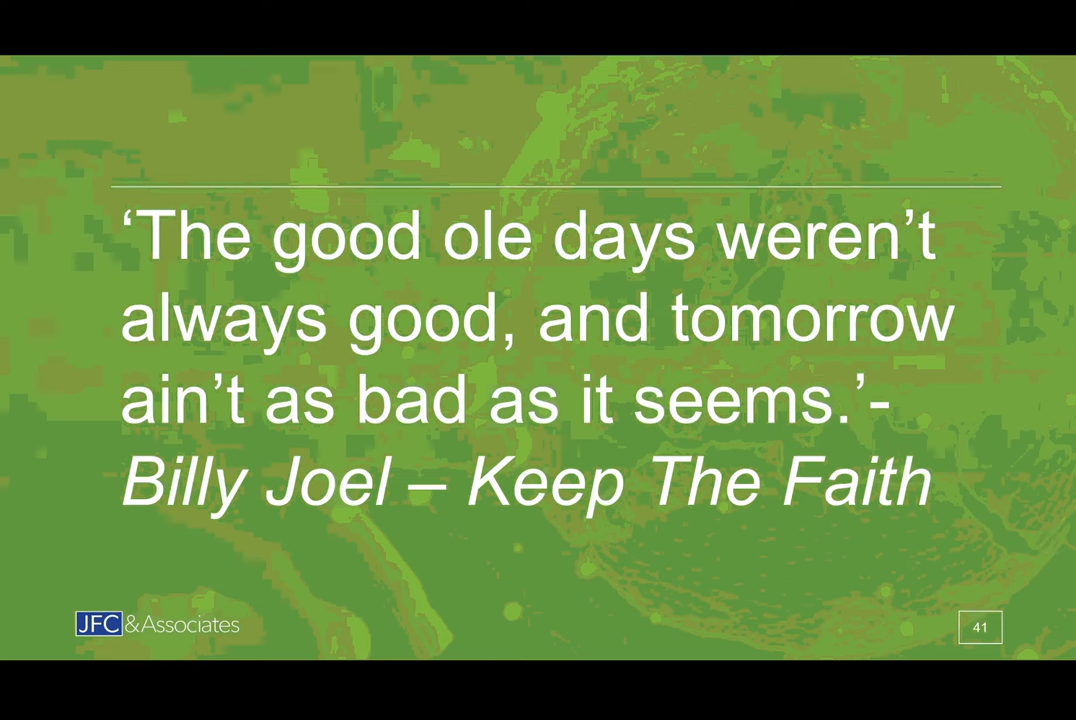 ‘The good ole days weren’t
always good, and tomorrow
ain’t as bad as it seems.’-
Billy Joel – Keep The Faith
JFC&Associates
41